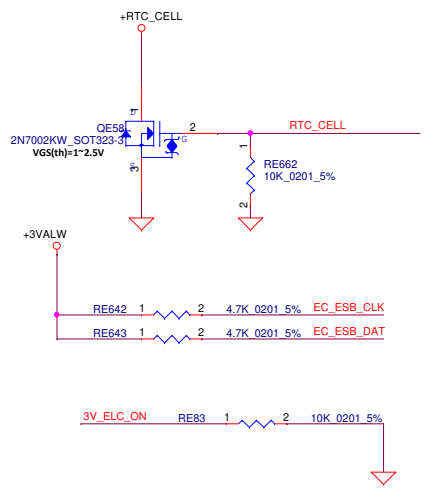 +RTC_CELL
1
D
QE58
2N7002KW_SOT323-3
VGS(th)=1~2.5V
2
G
RTC_CELL
S
3
1
RE662
10K_0201_5%
2
+3VALW
RE642 1 2 4.7K_0201_5% EC_ESB_CLK
RE643 1 2 4.7K_0201_5% EC_ESB_DAT
3V_ELC_ON RE83 1 2 10K_0201_5%